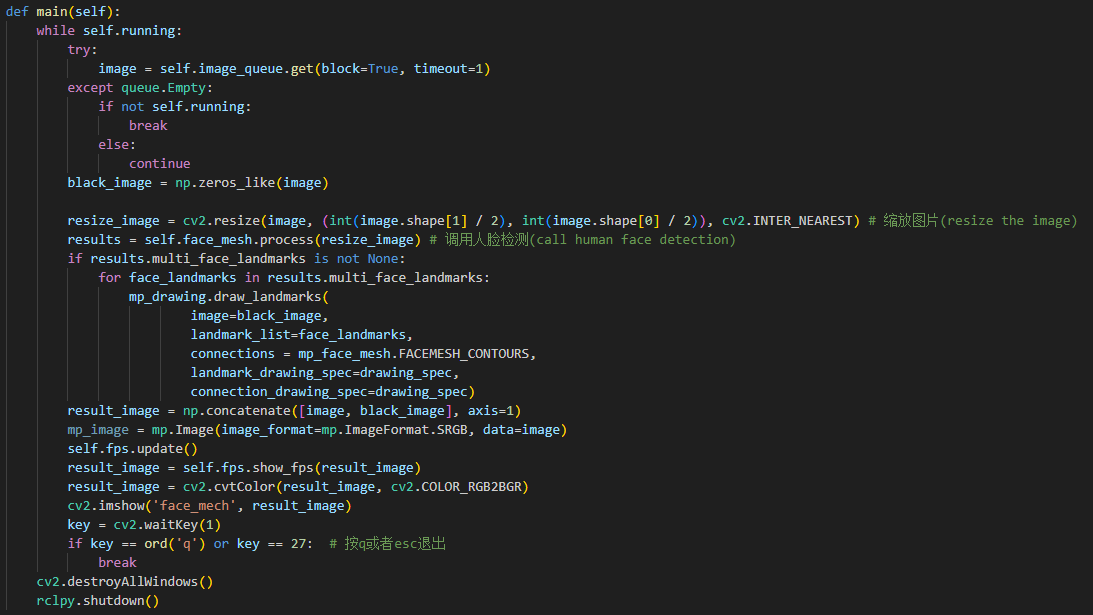 def main(self):
    while self.running:
        try:
            image = self.image_queue.get(block=True, timeout=1)
        except queue.Empty:
            if not self.running:
                break
            else:
                continue
        black_image = np.zeros_like(image)

        resize_image = cv2.resize(image, (int(image.shape[1] / 2), int(image.shape[0] / 2)), cv2.INTER_NEAREST) # 缩放图片(resize the image)
        results = self.face_mesh.process(resize_image) # 调用人脸检测(call human face detection)
        if results.multi_face_landmarks is not None:
            for face_landmarks in results.multi_face_landmarks:
                mp_drawing.draw_landmarks(
                        image=black_image,
                        landmark_list=face_landmarks,
                        connections = mp_face_mesh.FACEMESH_CONTOURS,
                        landmark_drawing_spec=drawing_spec,
                        connection_drawing_spec=drawing_spec)
        result_image = np.concatenate([image, black_image], axis=1)
        mp_image = mp.Image(image_format=mp.ImageFormat.SRGB, data=image)
        self.fps.update()
        result_image = self.fps.show_fps(result_image)
        result_image = cv2.cvtColor(result_image, cv2.COLOR_RGB2BGR)
        cv2.imshow('face_mech', result_image)
        key = cv2.waitKey(1)
        if key == ord('q') or key == 27:  # 按q或者esc退出
            break
    cv2.destroyAllWindows()
    rclpy.shutdown()